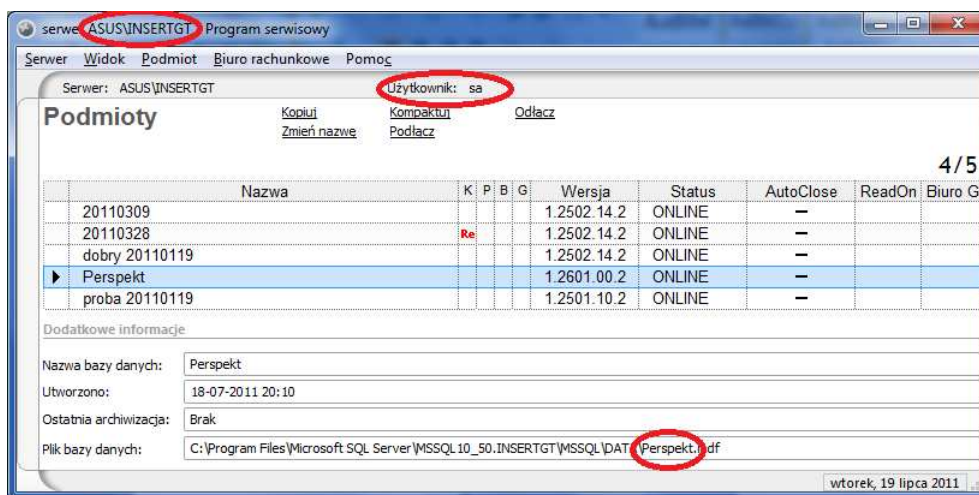 serwe ASUS\INSERTGT Program serwisowy
Serwer Widok Podmiot Biuro rachunkowe Pomoc
Serwer: ASUS\INSERTGT Użytkownik: sa
Podmioty Kopiuj Kompaktuj Odłącz
Zmień nazwę Podłącz
4/5
Nazwa K P B G Wersja Status AutoClose ReadOn Biuro G
20110309 1.2502.14.2 ONLINE –
20110328 Re 1.2502.14.2 ONLINE –
dobry 20110119 1.2502.14.2 ONLINE –
Perspekt 1.2601.00.2 ONLINE –
proba 20110119 1.2501.10.2 ONLINE –
Dodatkowe informacje
Nazwa bazy danych: Perspekt
Utworzono: 18-07-2011 20:10
Ostatnia archiwizacja: Brak
Plik bazy danych: C:\Program Files\Microsoft SQL Server\MSSQL10_50.INSERTGT\MSSQL\DATA\Perspekt.mdf
wtorek, 19 lipca 2011